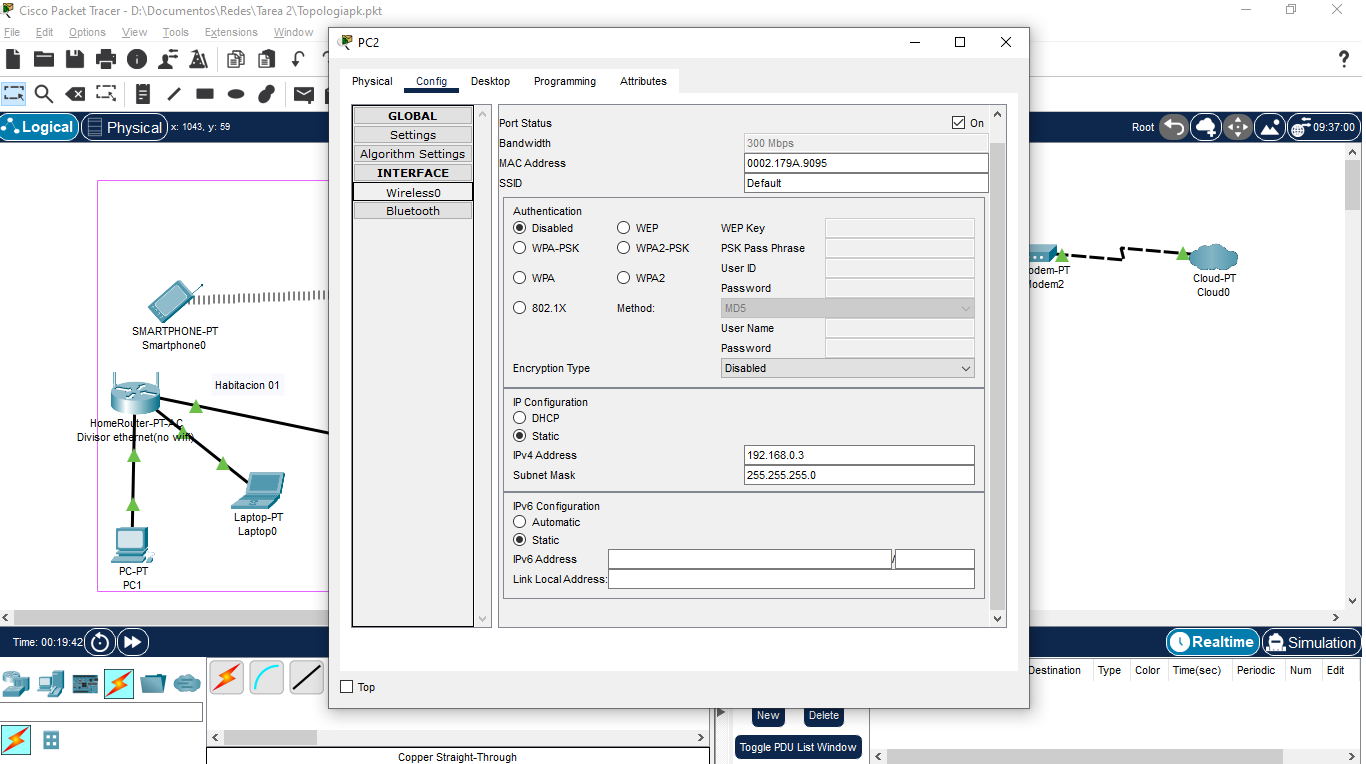 Cisco Packet Tracer - D:\Documentos\Redes\Tarea 2\Topologiapk.pkt
File Edit Options View Tools Extensions Window
PC2
Physical Config Desktop Programming Attributes
Logical Physical x: 1043, y: 59
Root 09:37:00
GLOBAL
Settings
Algorithm Settings
INTERFACE
Wireless0
Bluetooth
Port Status On
Bandwidth 300 Mbps
MAC Address 0002.179A.9095
SSID Default
Authentication
Disabled WEP WEP Key
WPA-PSK WPA2-PSK PSK Pass Phrase
User ID
WPA WPA2
Password
802.1X Method: MD5
User Name
Password
Encryption Type Disabled
IP Configuration
DHCP
Static
IPv4 Address 192.168.0.3
Subnet Mask 255.255.255.0
IPv6 Configuration
Automatic
Static
IPv6 Address /
Link Local Address:
Top
SMARTPHONE-PT
Smartphone0
Habitacion 01
HomeRouter-PT-AC
Divisor ethernet(no wifi)
Laptop-PT
Laptop0
PC-PT
PC1
odem-PT
odem2
Cloud-PT
Cloud0
Time: 00:19:42
Realtime Simulation
Destination Type Color Time(sec) Periodic Num Edit
New Delete
Toggle PDU List Window
Copper Straight-Through